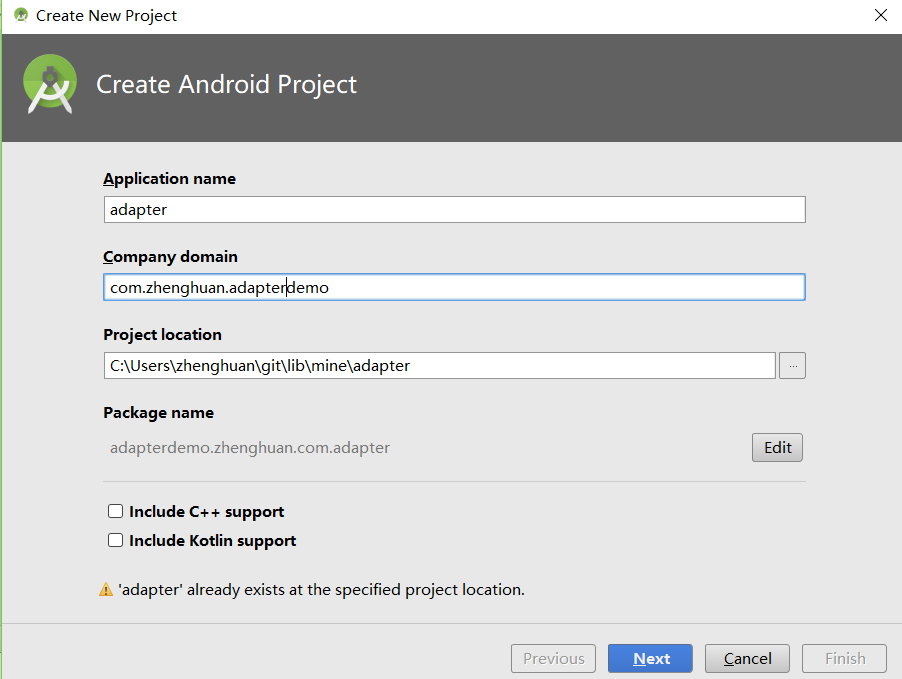 Create New Project
Create Android Project
Application name
adapter
Company domain
com.zhenghuan.adapterdemo
Project location
C:\Users\zhenghuan\git\lib\mine\adapter
...
Package name
adapterdemo.zhenghuan.com.adapter
Edit
Include C++ support
Include Kotlin support
'adapter' already exists at the specified project location.
Previous Next Cancel Finish